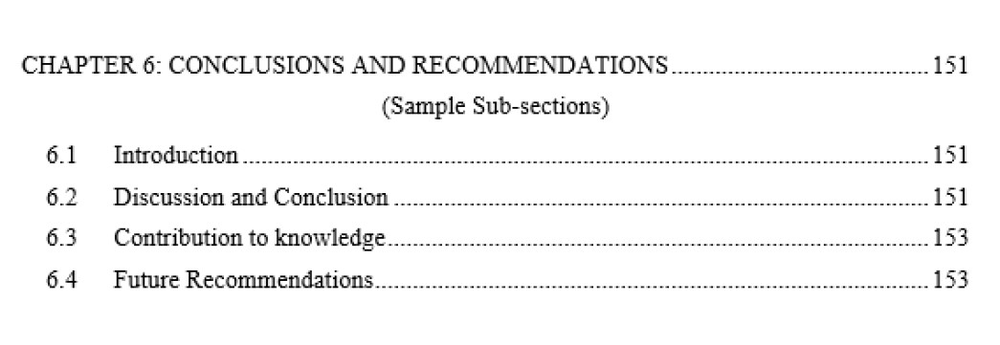 CHAPTER 6: CONCLUSIONS AND RECOMMENDATIONS........................................151
(Sample Sub-sections)
6.1 Introduction........................................151
6.2 Discussion and Conclusion........................................151
6.3 Contribution to knowledge........................................153
6.4 Future Recommendations........................................153